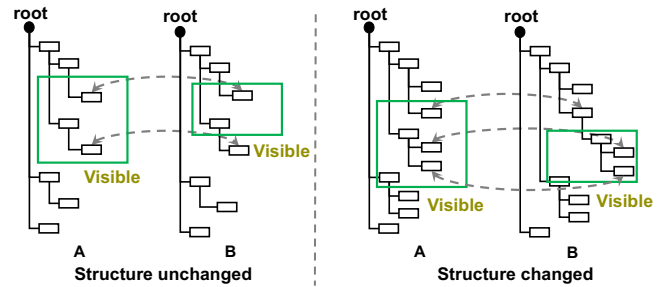 root
root
Visible
Visible
A
B
Structure unchanged
root
root
Visible
Visible
A
B
Structure changed